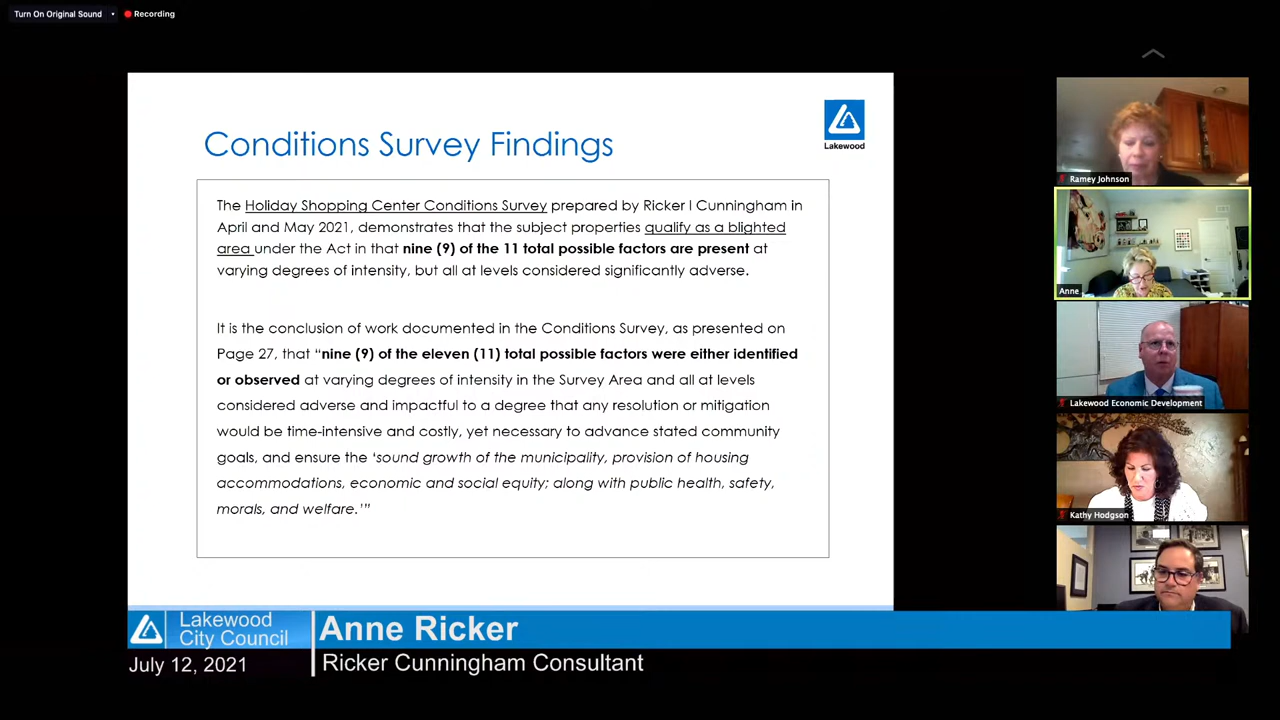 Turn On Original Sound
Recording
Lakewood
Conditions Survey Findings
The Holiday Shopping Center Conditions Survey prepared by Ricker I Cunningham in
April and May 2021, demonstrates that the subject properties qualify as a blighted
area under the Act in that nine (9) of the 11 total possible factors are present at
varying degrees of intensity, but all at levels considered significantly adverse.
It is the conclusion of work documented in the Conditions Survey, as presented on
Page 27, that “nine (9) of the eleven (11) total possible factors were either identified
or observed at varying degrees of intensity in the Survey Area and all at levels
considered adverse and impactful to a degree that any resolution or mitigation
would be time-intensive and costly, yet necessary to advance stated community
goals, and ensure the ‘sound growth of the municipality, provision of housing
accommodations, economic and social equity; along with public health, safety,
morals, and welfare.’”
Ramey Johnson
Anne
Lakewood Economic Development
Kathy Hodgson
Lakewood
City Council
Anne Ricker
July 12, 2021
Ricker Cunningham Consultant